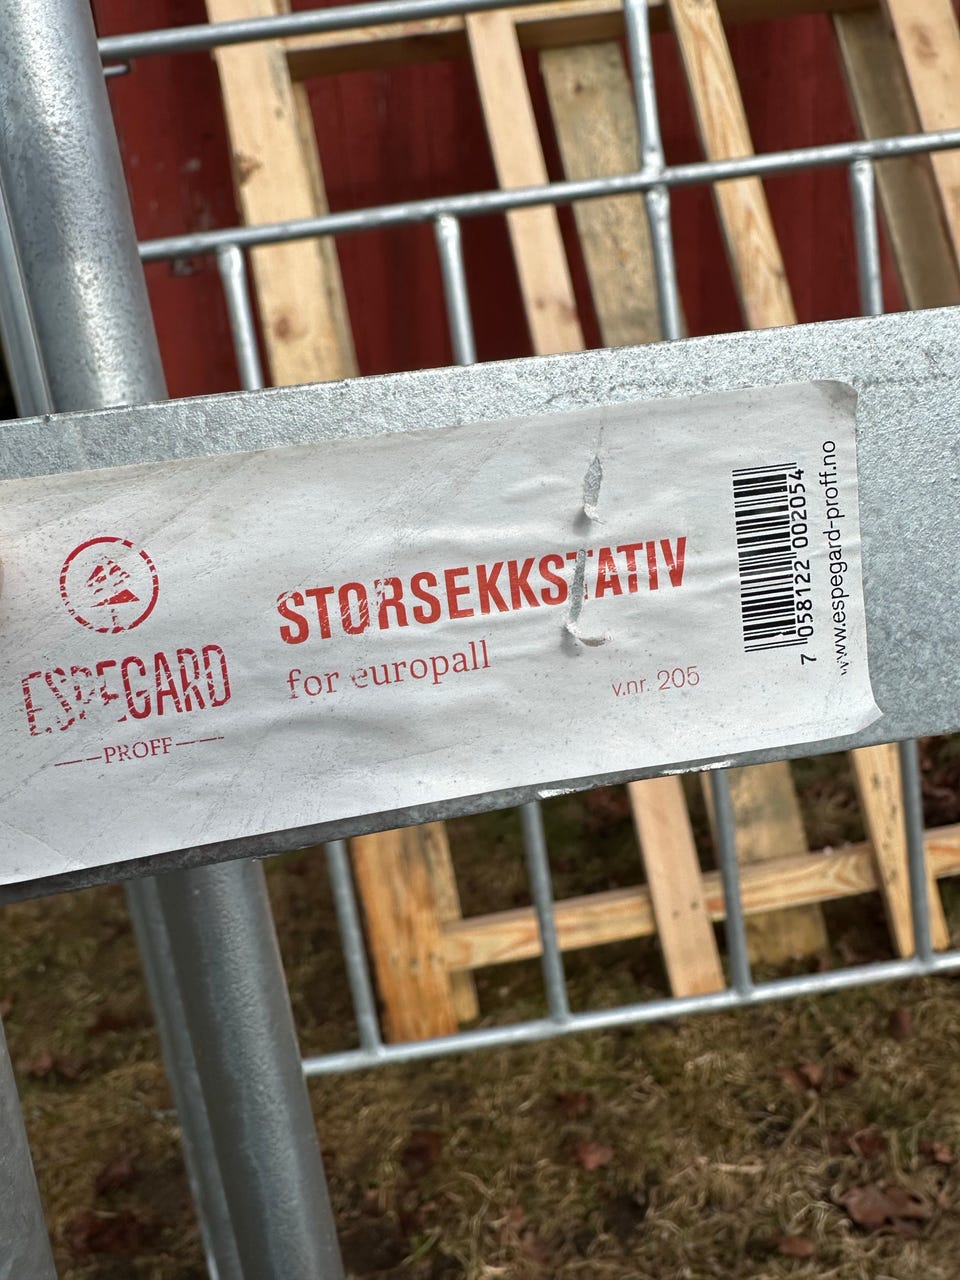 ESPEGARD
PROFF
STORSEKKSTATIV
for europall
v.nr. 205
7 058122 002054
www.espegard-proff.no